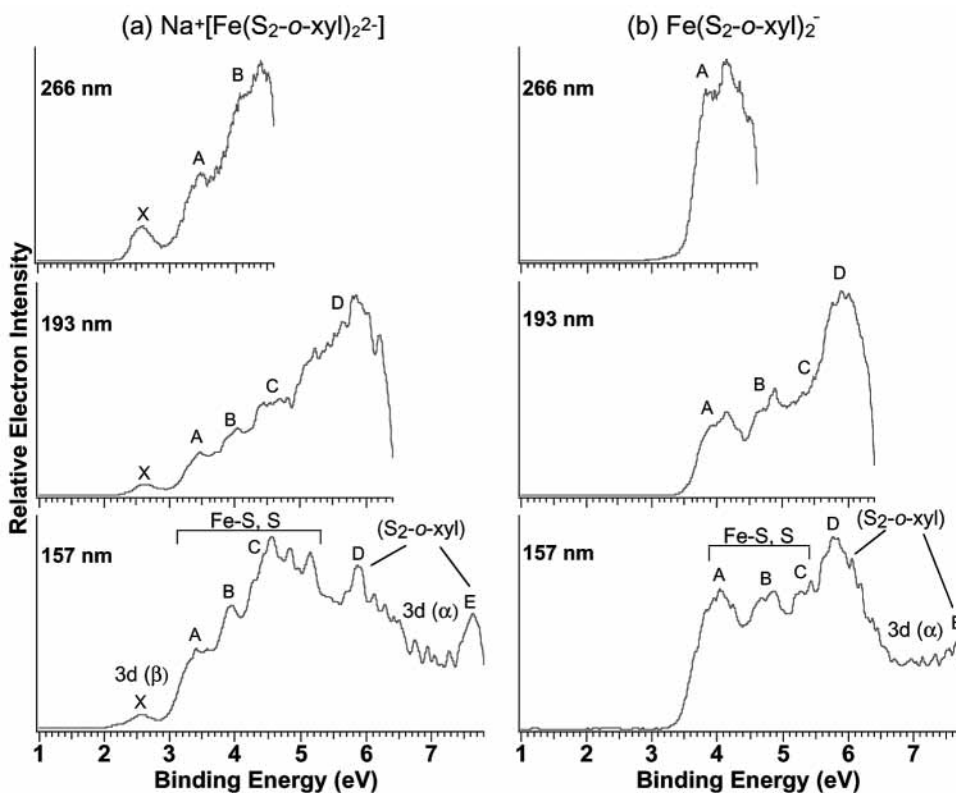 (a) Na⁺[Fe(S₂-o-xyl)₂²⁻]
266 nm
X
A
B
193 nm
X
A
B
C
D
157 nm
Fe-S, S
(S₂-o-xyl)
3d (β)
X
A
B
C
D
3d (α)
E
1 2 3 4 5 6 7
Binding Energy (eV)
Relative Electron Intensity
(b) Fe(S₂-o-xyl)₂⁻
266 nm
A
193 nm
A
B
C
D
157 nm
Fe-S, S
(S₂-o-xyl)
A
B
C
D
3d (α)
E
1 2 3 4 5 6 7
Binding Energy (eV)